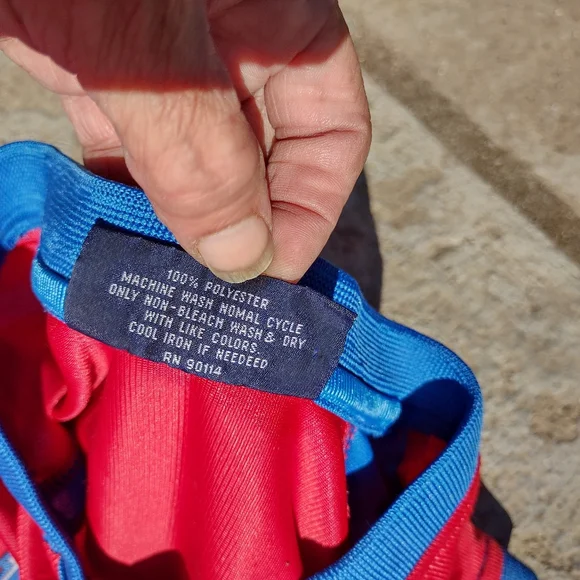 100% POLYESTER
MACHINE WASH NOMAL CYCLE
ONLY NON-BLEACH WASH & DRY
WITH LIKE COLORS.
COOL IRON IF NEEDEED
RN 90114